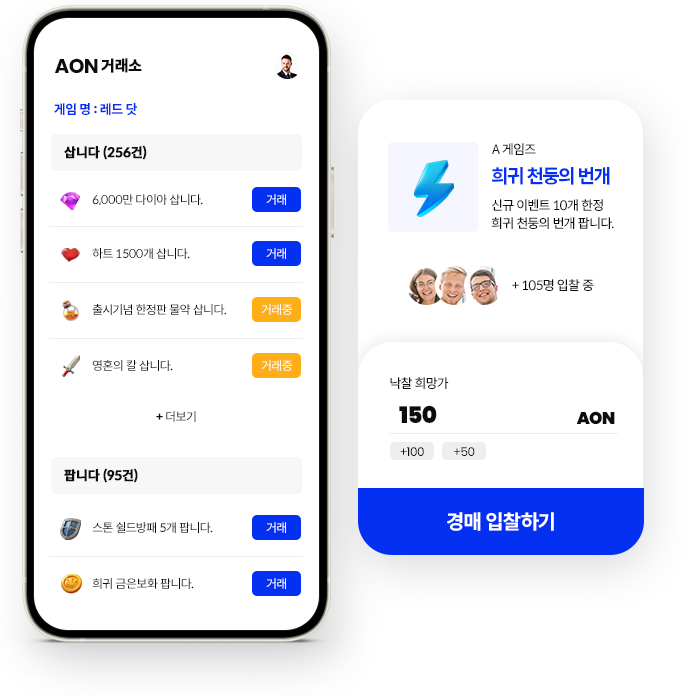 AON 거래소
게임 명 : 레드 닷
삽니다 (256건)
6,000만 다이아 삽니다.
거래
하트 1500개 삽니다.
거래
출시기념 한정판 물약 삽니다.
거래중
영혼의 칼 삽니다.
거래중
+ 더보기
팝니다 (95건)
스톤 쉴드방패 5개 팝니다.
거래
희귀 금은보화 팝니다.
거래
A 게임즈
희귀 천둥의 번개
신규 이벤트 10개 한정
희귀 천둥의 번개 팝니다.
+ 105명 입찰 중
낙찰 희망가
150 AON
+100 +50
경매 입찰하기